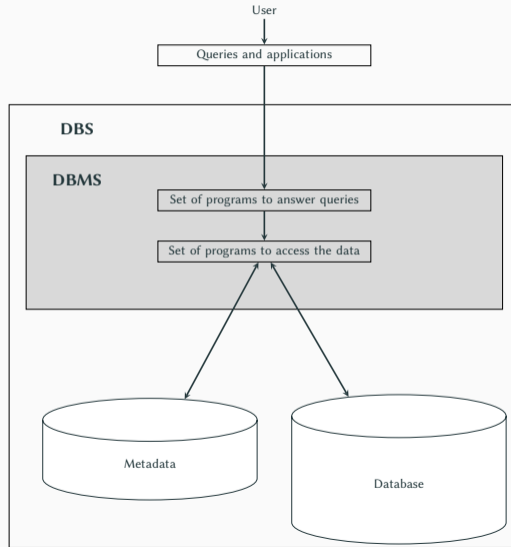 User
Queries and applications
DBS
DBMS
Set of programs to answer queries
Set of programs to access the data
Metadata
Database